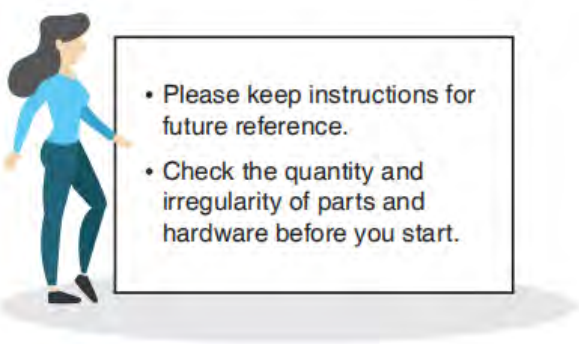 • Please keep instructions for
future reference.
• Check the quantity and
irregularity of parts and
hardware before you start.